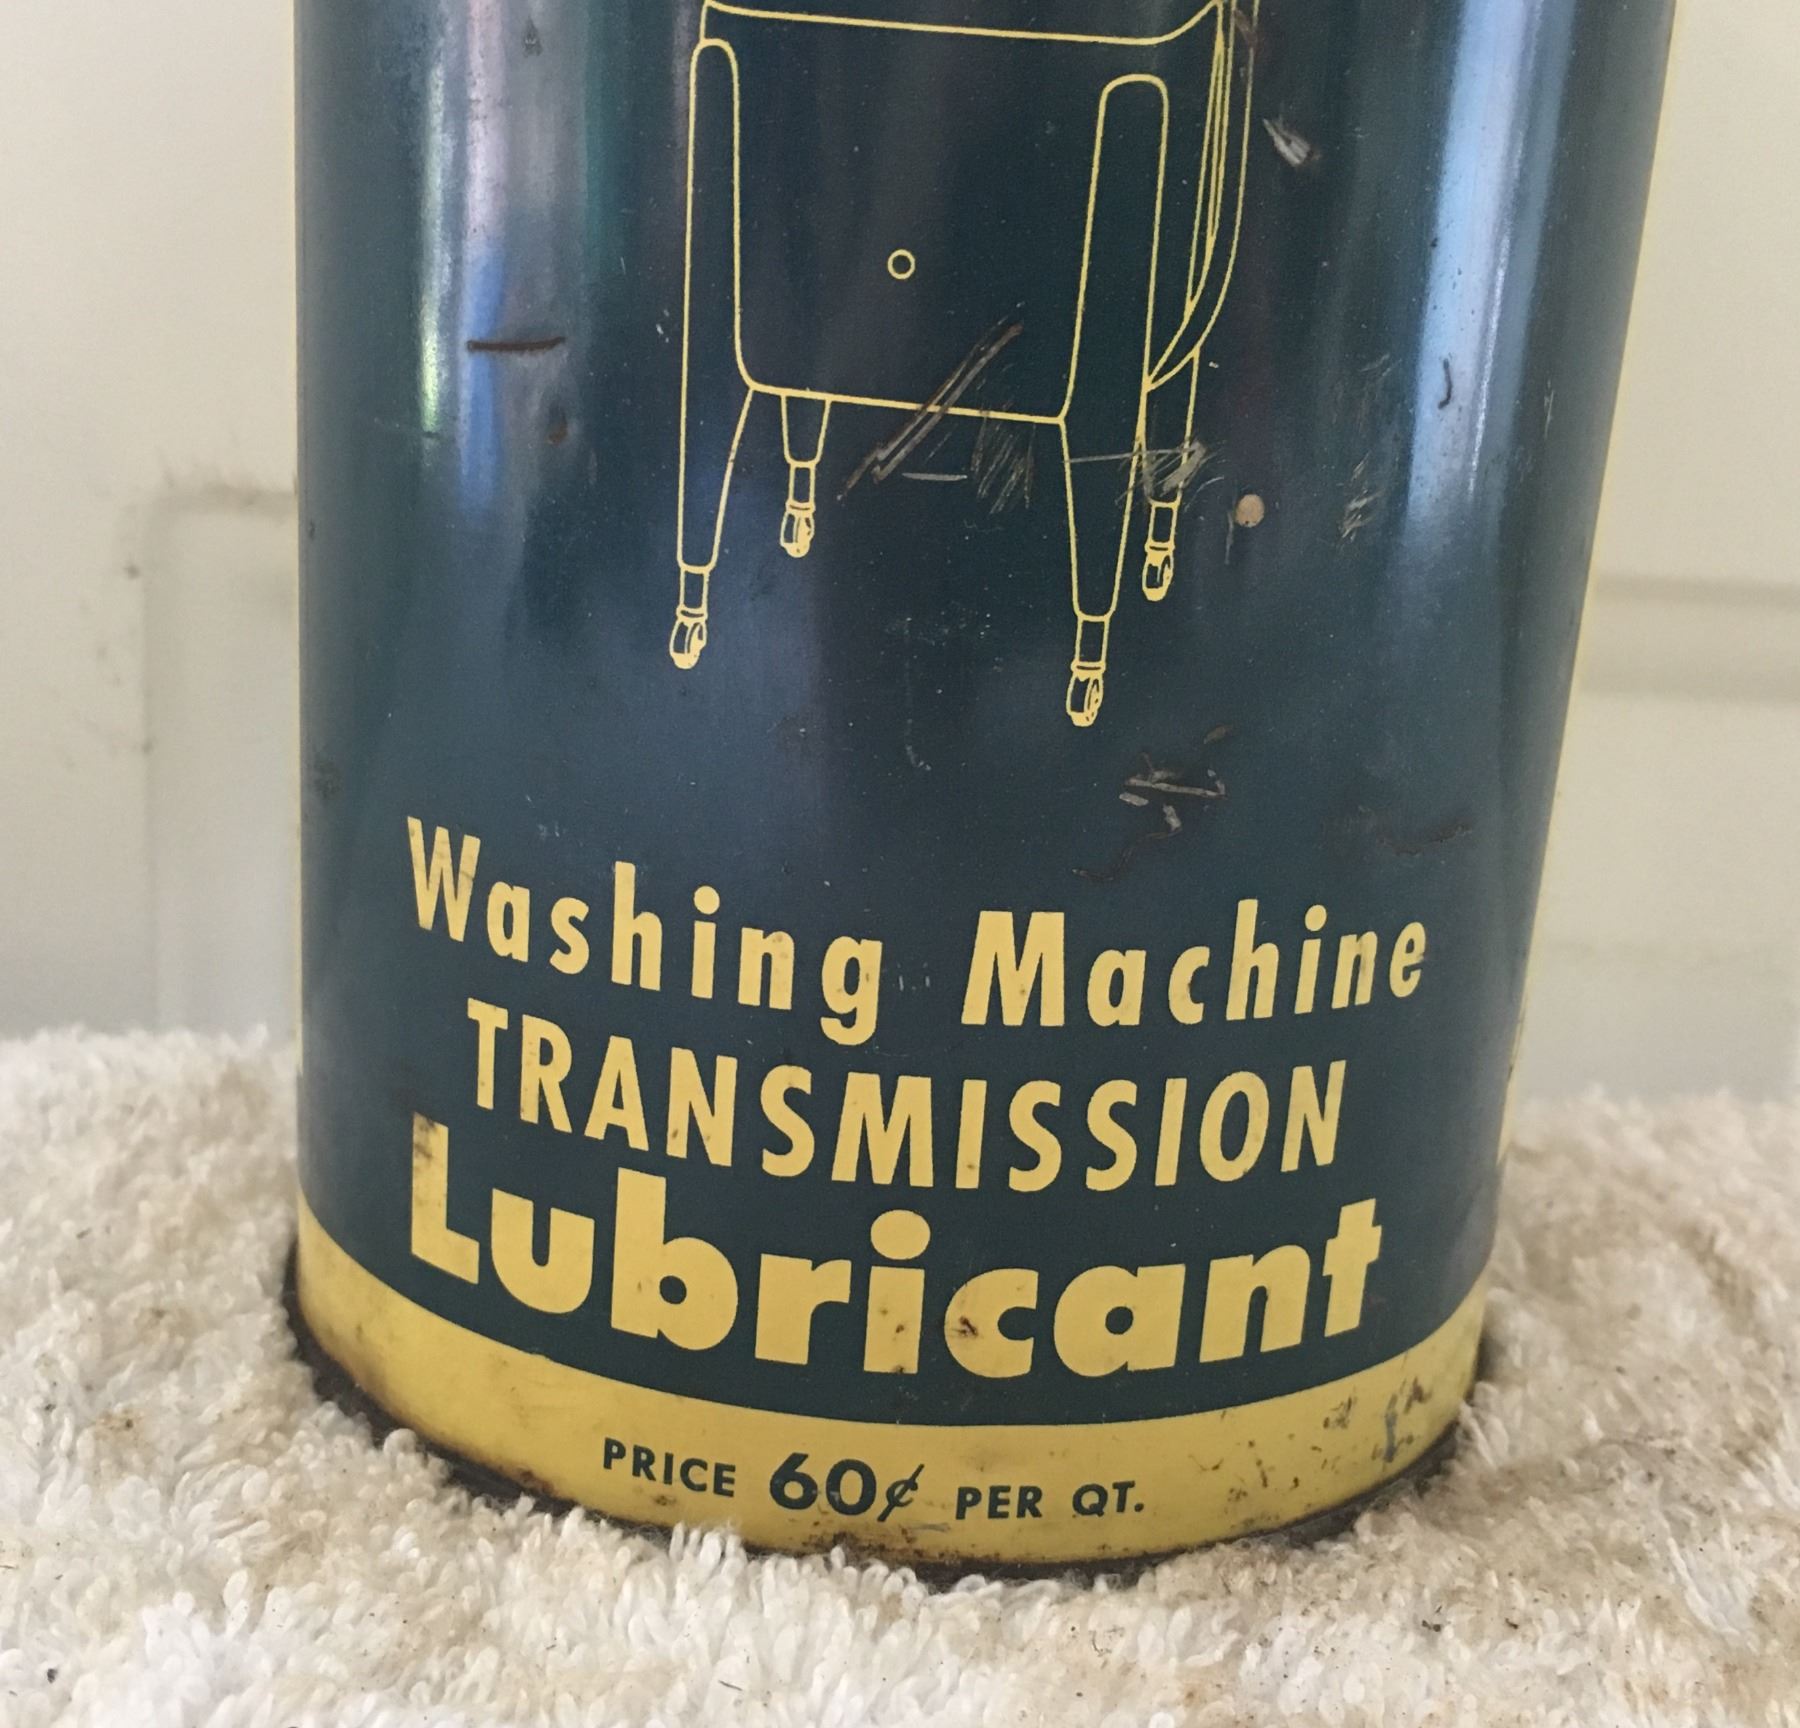 Washing Machine
TRANSMISSION
Lubricant
PRICE 60¢ PER QT.